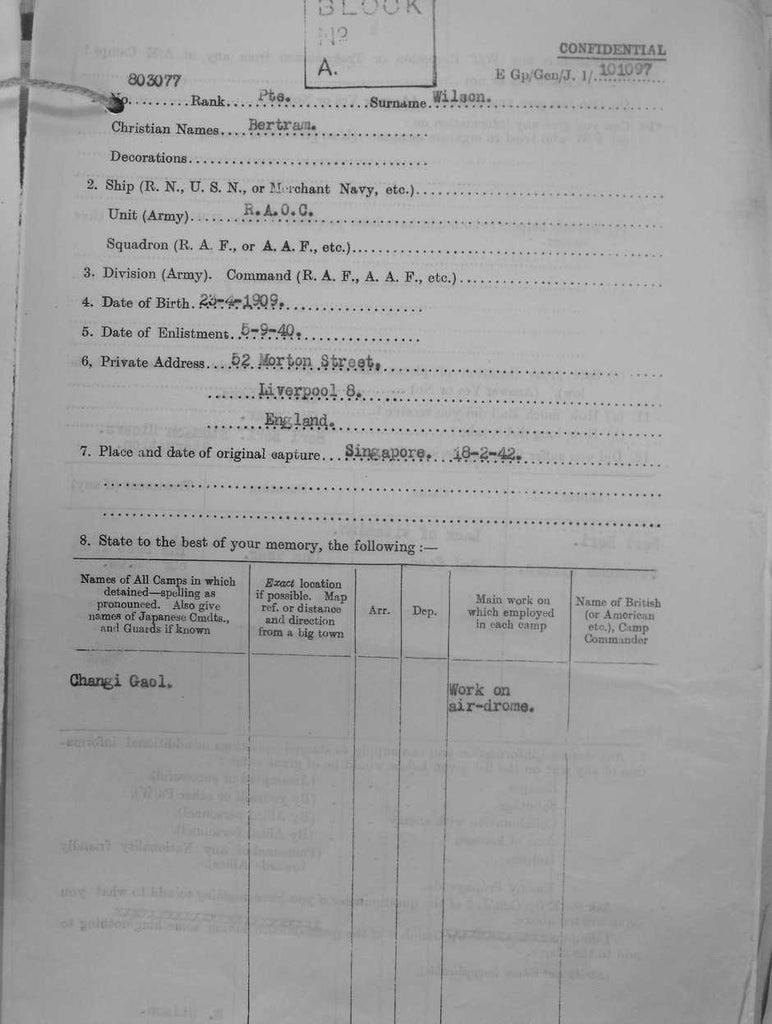 BLOCK
No
A.
CONFIDENTIAL
E Gp/Gen/J. 1/ 101097
803077
No.........Rank....Pte.............Surname.Wilson.
Christian Names....Bertram.
Decorations
2. Ship (R. N., U. S. N., or Merchant Navy, etc.)
Unit (Army).......R.A.O.C.
Squadron (R. A. F., or A. A. F., etc.)
3. Division (Army). Command (R. A. F., A. A. F., etc.)
4. Date of Birth. -4-1909.
5. Date of Enlistment..5-9-40.
6, Private Address....52 Morton Street,
Liverpool 8.
England.
7. Place and date of original capture...Singapore. 18-2-42.
8. State to the best of your memory, the following :—
Names of All Camps in which detained—spelling as pronounced. Also give names of Japanese Cmdts., and Guards if known
Exact location if possible. Map ref. or distance and direction from a big town
Arr.
Dep.
Main work on which employed in each camp
Name of British (or American etc.), Camp Commander
Changi Gaol.
Work on
air-drome.